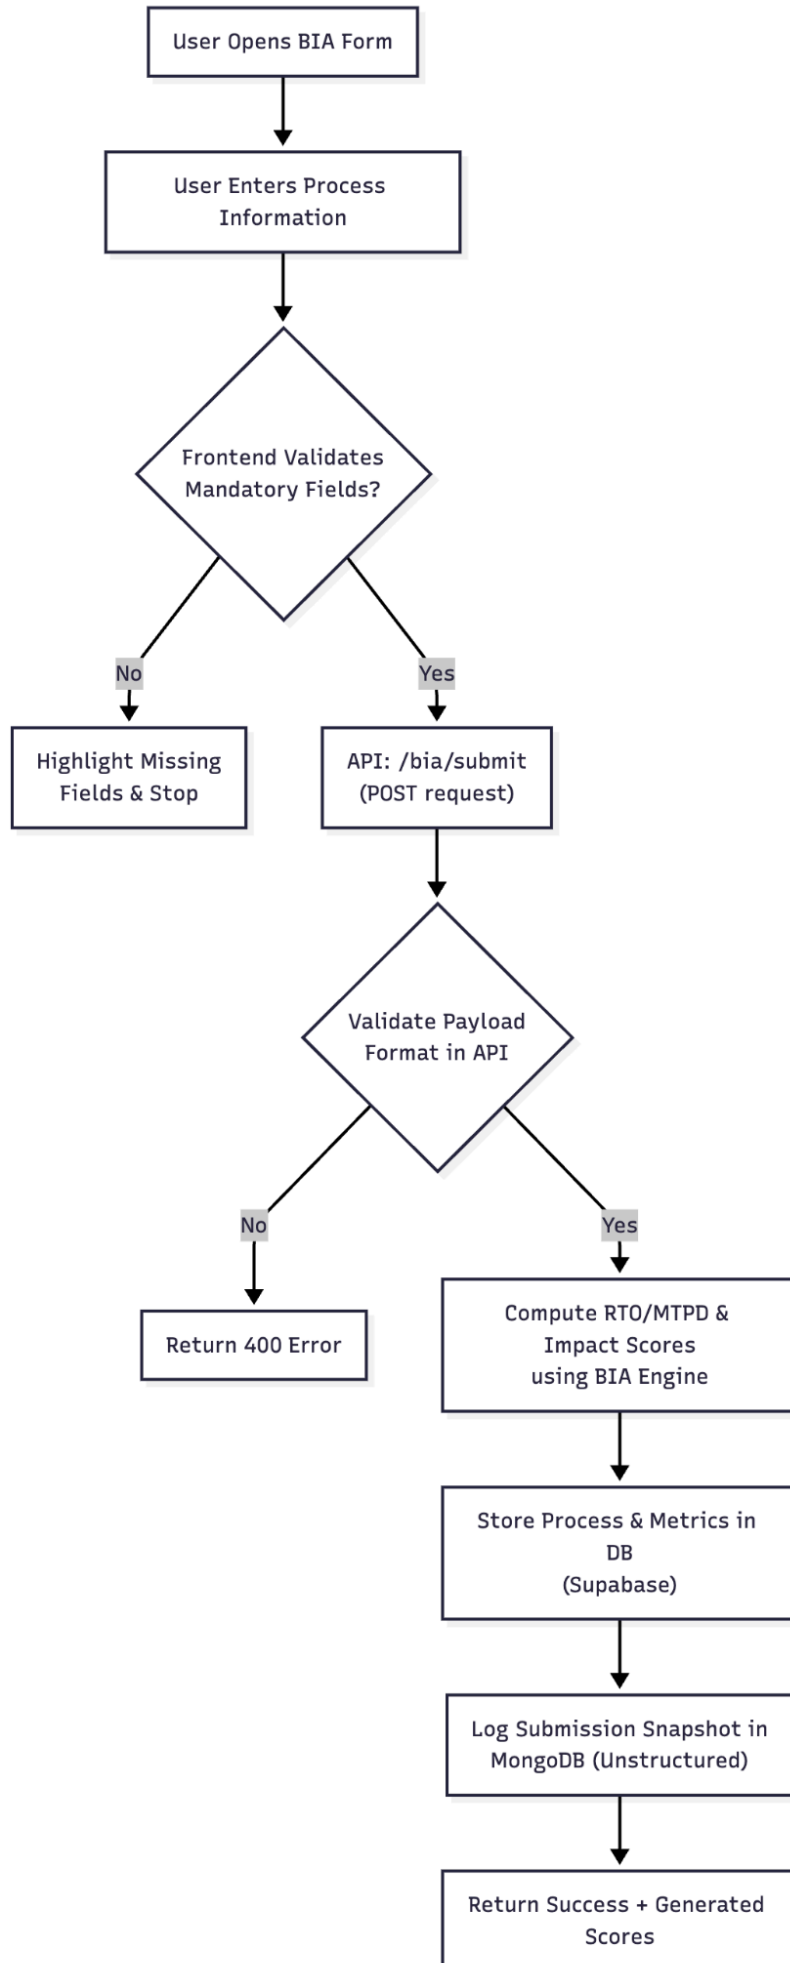 User Opens BIA Form
User Enters Process
Information
Frontend Validates
Mandatory Fields?
No
Yes
Highlight Missing
Fields & Stop
API: /bia/submit
(POST request)
Validate Payload
Format in API
No
Yes
Return 400 Error
Compute RTO/MTPD &
Impact Scores
using BIA Engine
Store Process & Metrics in
DB
(Supabase)
Log Submission Snapshot in
MongoDB (Unstructured)
Return Success + Generated
Scores